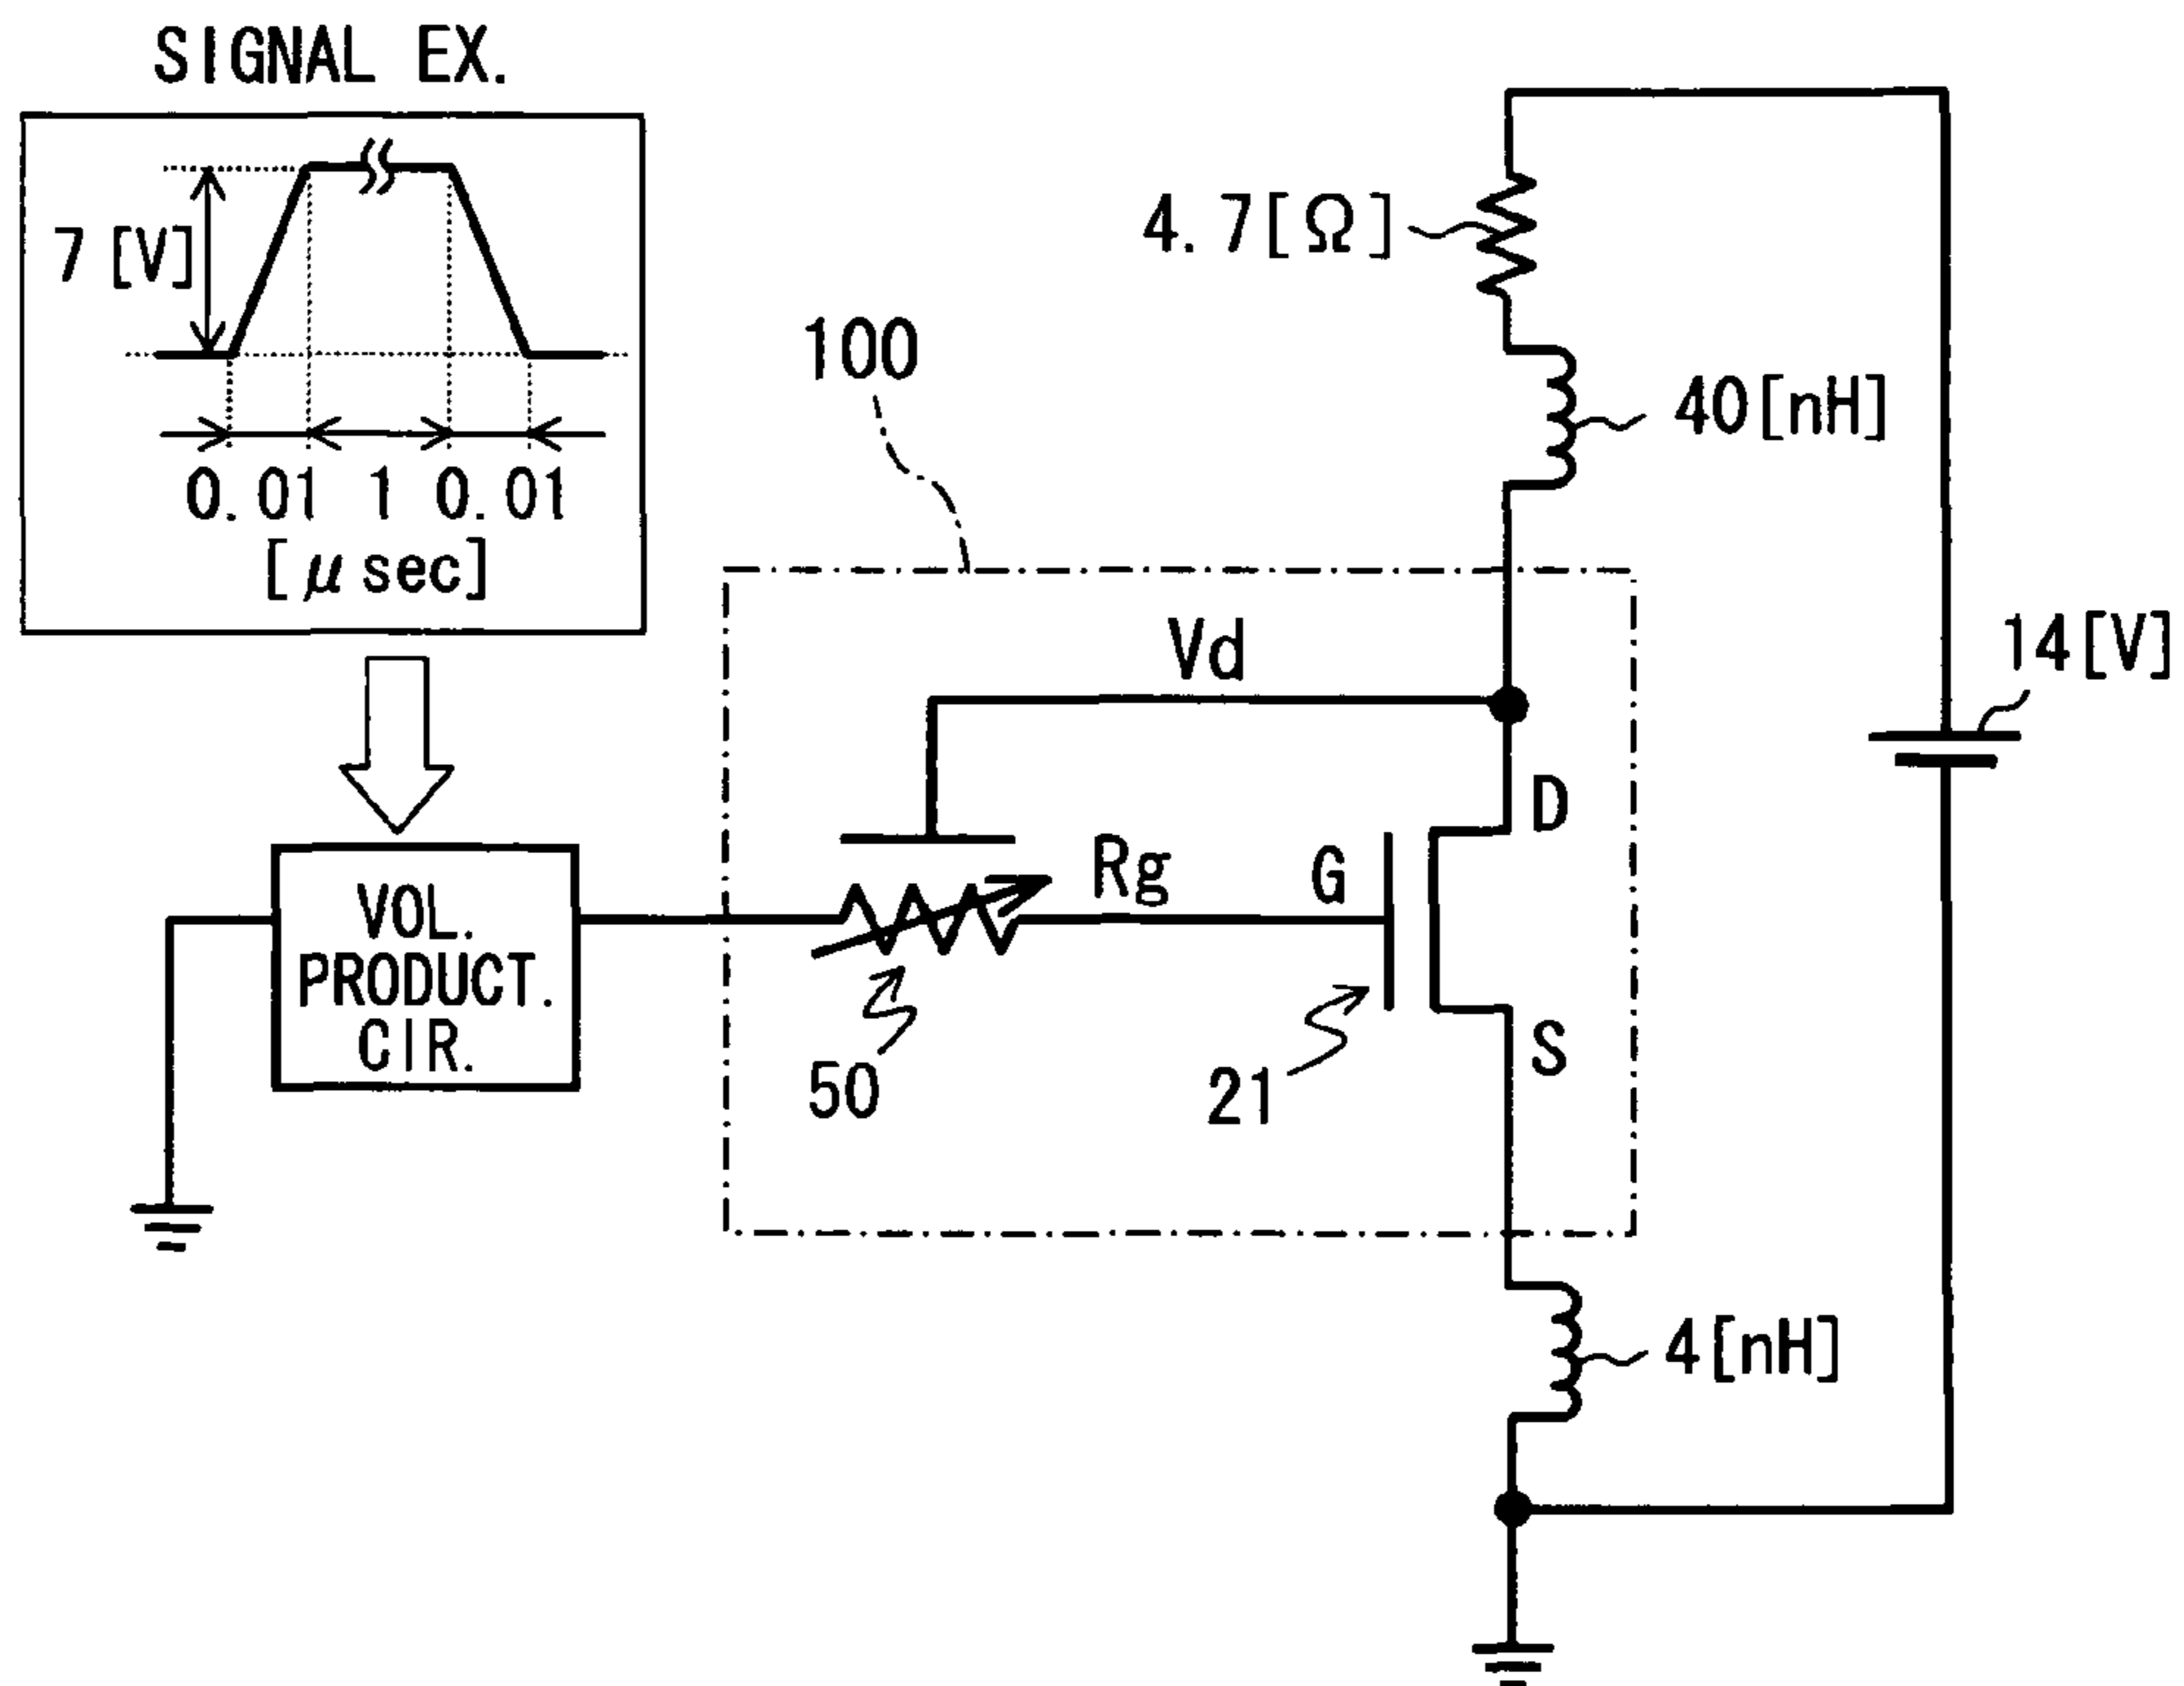 SIGNAL EX.
7 [V]
0.01 1 0.01
[μsec]
VOL.
PRODUCT.
CIR.
100
4.7[Ω]
40[nH]
Vd
14[V]
D
Rg
G
S
50
21
4[nH]